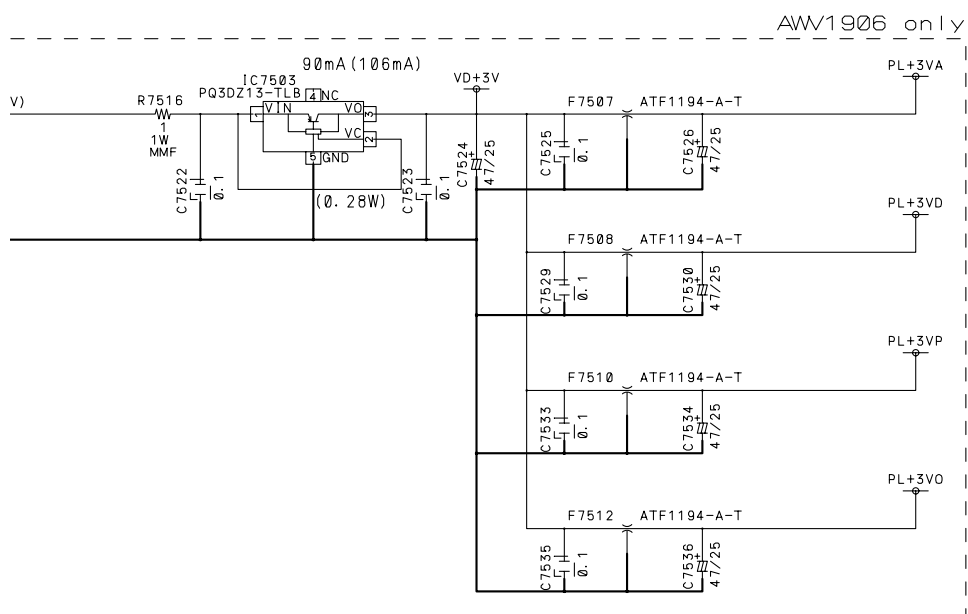 AWV1906 only
90mA(106mA)
IC7503
PQ3DZ13-TLB
4 NC
VIN
VO
1
3
VC
2
5 GND
(0.28W)
V)
R7516
1
1W
MMF
C7522
0.1
C7523
0.1
VD+3V
C7524
+
47/25
F7507 ATF1194-A-T
PL+3VA
C7525
0.1
C7526
+
47/25
PL+3VD
F7508 ATF1194-A-T
C7529
0.1
C7530
+
47/25
PL+3VP
F7510 ATF1194-A-T
C7533
0.1
C7534
+
47/25
PL+3VO
F7512 ATF1194-A-T
C7535
0.1
C7536
+
47/25